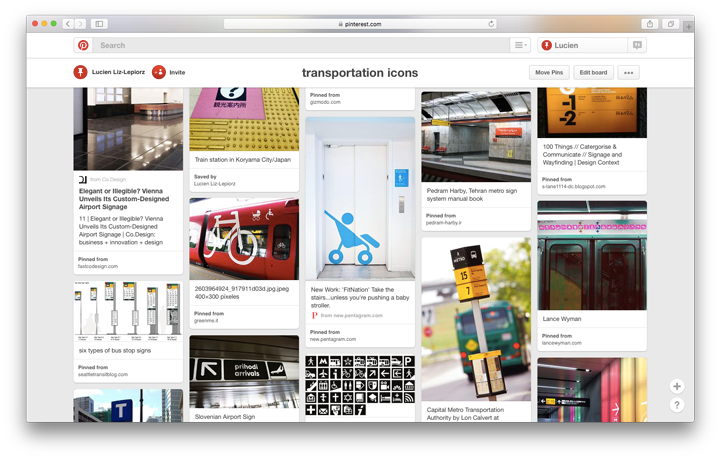 pinterest.com
Search
Lucien
Lucien Liz-Lepiorz
Invite
transportation icons
Move Pins
Edit board
from Co.Design
Elegant or Illegible? Vienna
Unveils Its Custom-Designed
Airport Signage
11 | Elegant or Illegible? Vienna
Unveils Its Custom-Designed
Airport Signage | Co.Design:
business + innovation + design
Pinned from
fastcodesign.com
six types of bus stop signs
Pinned from
seattletransitblog.com
T
?
観光案内所
Train station in Koryama City/Japan
Saved by
Lucien Liz-Lepiorz
2603964924_917911d03d.jpg.jpeg
400×300 pixeles
Pinned from
greenme.it
prihodi
arrivals
Slovenian Airport Sign
Pinned from
gizmodo.com
New Work: 'FitNation' Take the
stairs...unless you're pushing a baby
stroller.
P from new.pentagram.com
Pinned from
new.pentagram.com
P
i
Pedram Harby, Tehran metro sign
system manual book
Pinned from
pedram-harby.ir
METRO
15
7
Capital Metro Transportation
Authority by Lon Calvert at
1-2
100 Things // Catergorise &
Communicate // Signage and
Wayfinding | Design Context
Pinned from
s-lane1114-dc.blogspot.com
Lance Wyman
Pinned from
lancewyman.com
+
?